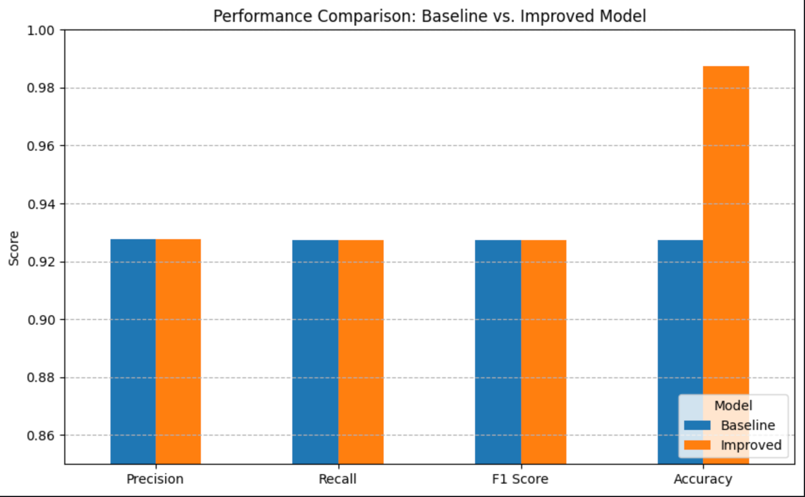 Performance Comparison: Baseline vs. Improved Model
1.00
0.98
0.96
0.94
0.92
0.90
0.88
0.86
Score
Precision
Recall
F1 Score
Accuracy
Model
Baseline
Improved